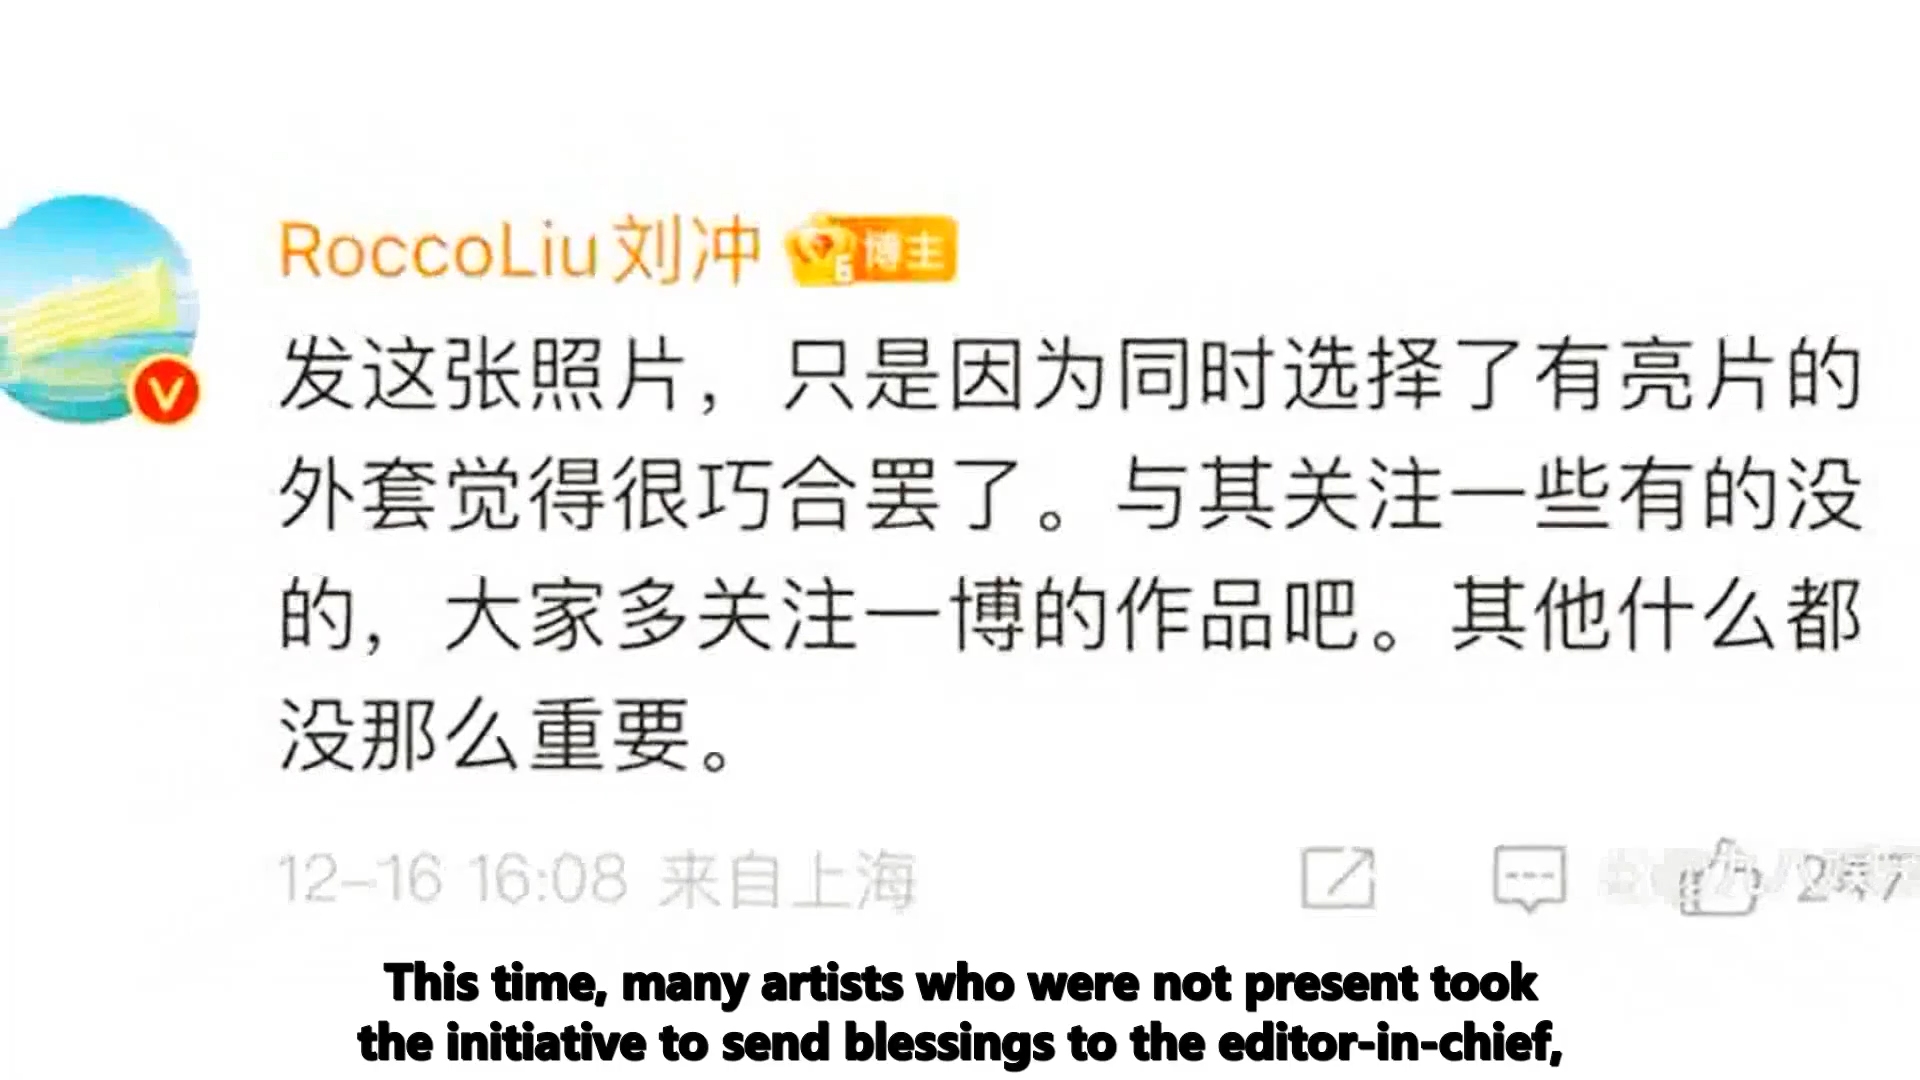 RoccoLiu刘冲 6 博主
发这张照片，只是因为同时选择了有亮片的
外套觉得很巧合罢了。与其关注一些有的没
的，大家多关注一博的作品吧。其他什么都
没那么重要。
12-16 16:08 来自上海
This time, many artists who were not present took
the initiative to send blessings to the editor-in-chief,